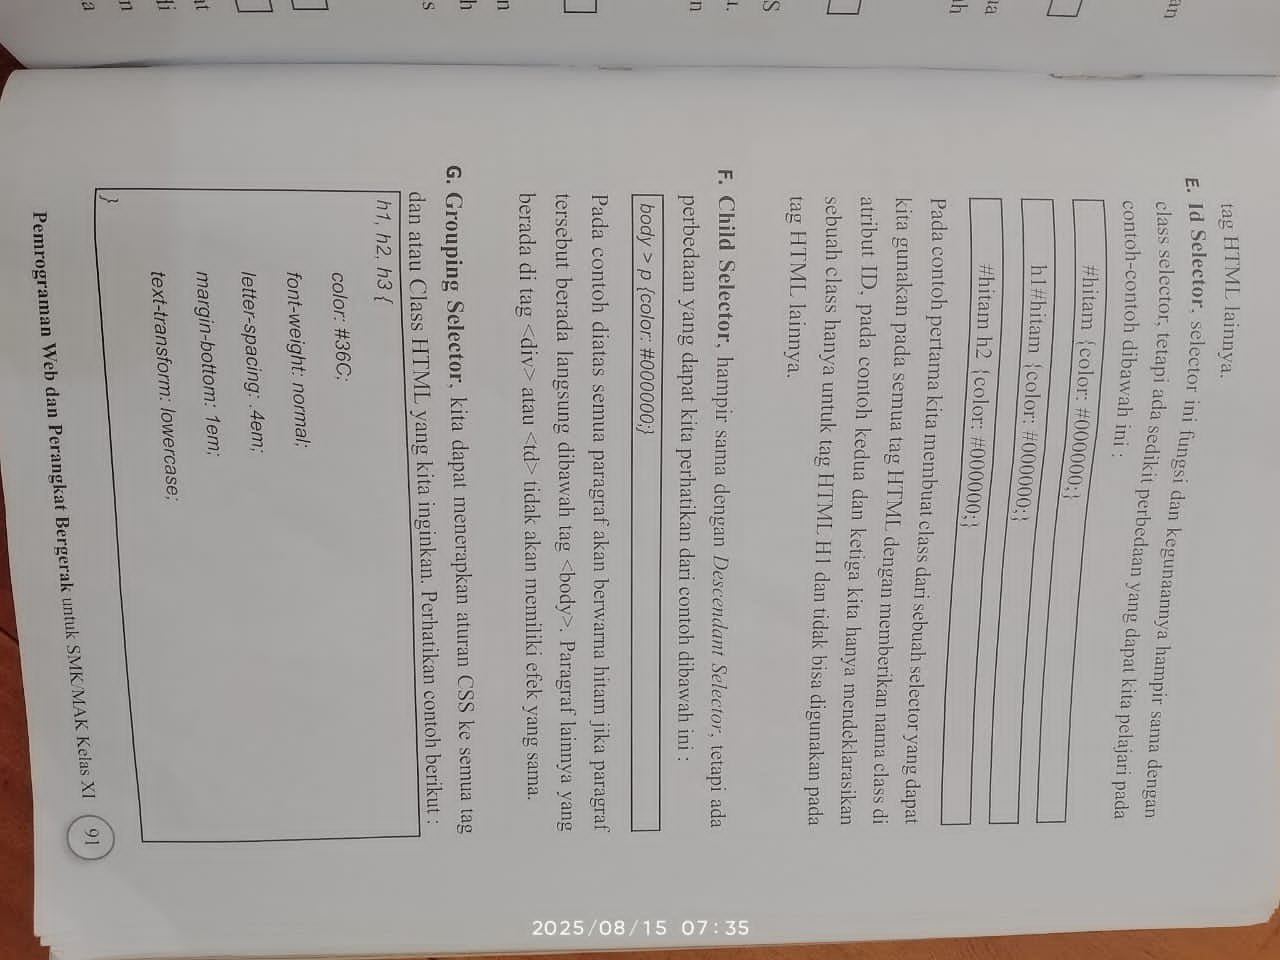 tag HTML lainnya.
E. Id Selector, selector ini fungsi dan kegunaannya hampir sama dengan
class selector, tetapi ada sedikit perbedaan yang dapat kita pelajari pada
contoh-contoh dibawah ini :
#hitam {color: #000000;}
h1#hitam {color: #000000;}
#hitam h2 {color: #000000;}
Pada contoh pertama kita membuat class dari sebuah selector yang dapat
kita gunakan pada semua tag HTML dengan memberikan nama class di
atribut ID, pada contoh kedua dan ketiga kita hanya mendeklarasikan
sebuah class hanya untuk tag HTML H1 dan tidak bisa digunakan pada
tag HTML lainnya.
F. Child Selector, hampir sama dengan Descendant Selector, tetapi ada
perbedaan yang dapat kita perhatikan dari contoh dibawah ini :
body > p {color: #000000;}
Pada contoh diatas semua paragraf akan berwarna hitam jika paragraf
tersebut berada langsung dibawah tag <body>. Paragraf lainnya yang
berada di tag <div> atau <td> tidak akan memiliki efek yang sama.
G. Grouping Selector, kita dapat menerapkan aturan CSS ke semua tag
dan atau Class HTML yang kita inginkan. Perhatikan contoh berikut :
h1, h2, h3 {
color: #36C;
font-weight: normal;
letter-spacing: .4em;
margin-bottom: 1em;
text-transform: lowercase;
}
Pemrograman Web dan Perangkat Bergerak untuk SMK/MAK Kelas XI
91
2025/08/15 07:35